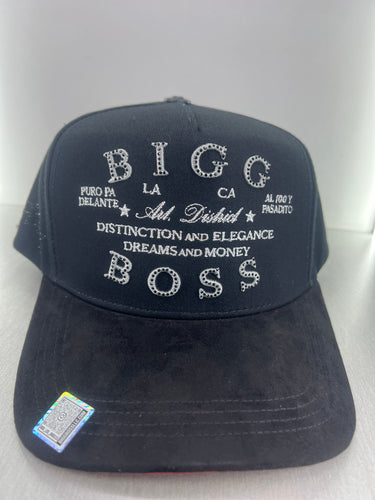 BIGG
PURO PA DELANTE
LA CA
AL 100 Y PASADITO
★ Art. District ★
DISTINCTION AND ELEGANCE
DREAMS AND MONEY
BOSS